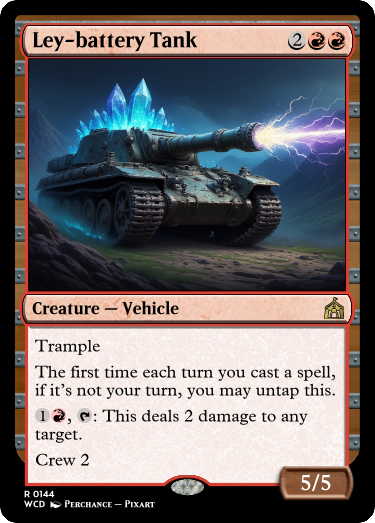 Ley-battery Tank 2
Creature — Vehicle
Trample
The first time each turn you cast a spell,
if it's not your turn, you may untap this.
1 , : This deals 2 damage to any
target.
Crew 2
5/5
R 0144
WCD Perchance — Pixart